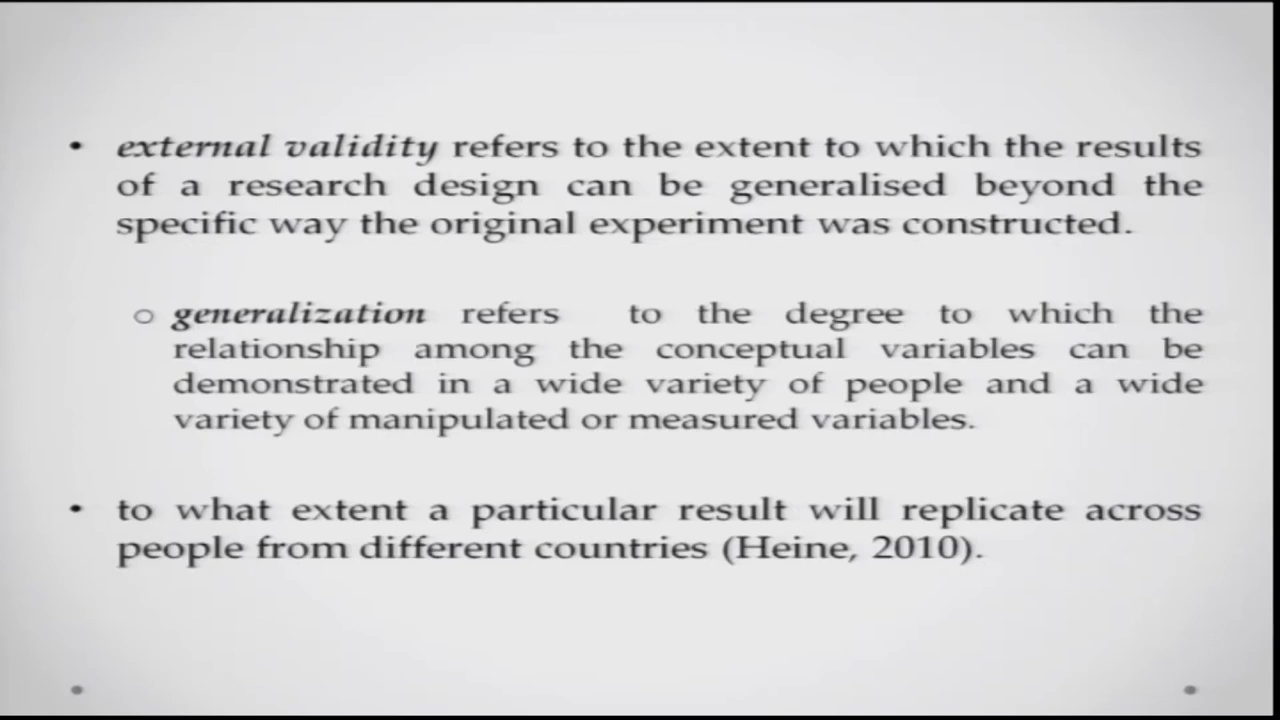 • external validity refers to the extent to which the results
of a research design can be generalised beyond the
specific way the original experiment was constructed.
o generalization refers to the degree to which the
relationship among the conceptual variables can be
demonstrated in a wide variety of people and a wide
variety of manipulated or measured variables.
• to what extent a particular result will replicate across
people from different countries (Heine, 2010).